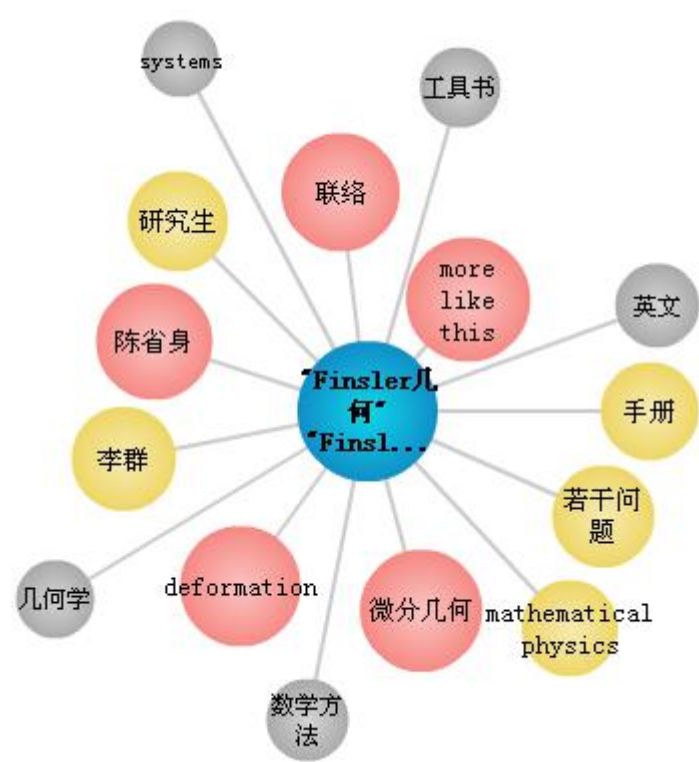 systems
工具书
联络
研究生
more
like
this
英文
陈省身
"Finsler几
何"
"Finsl...
手册
李群
若干问
题
几何学
deformation
微分几何
mathematical
physics
数学方
法